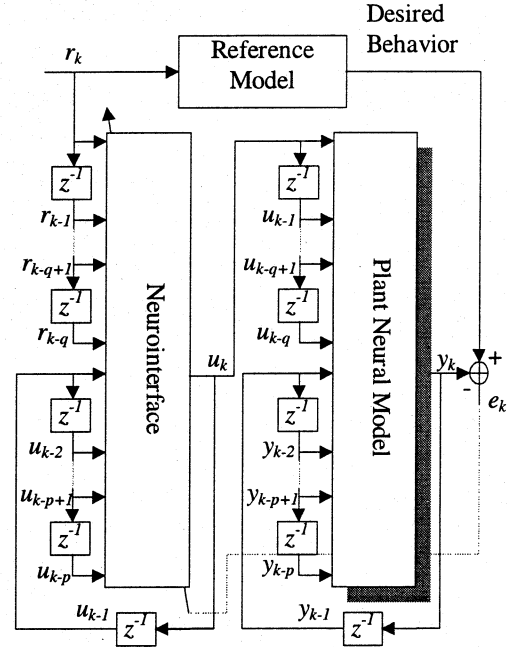 Desired
Behavior
r_k
Reference
Model
z^-1
r_k-1
r_k-q+1
z^-1
r_k-q
Neurointerface
z^-1
u_k-2
u_k-p+1
z^-1
u_k-p
u_k-1
z^-1
u_k
z^-1
u_k-1
u_k-q+1
z^-1
u_k-q
Plant Neural Model
z^-1
y_k-2
y_k-p+1
z^-1
y_k-p
y_k-1
z^-1
y_k
+
-
e_k